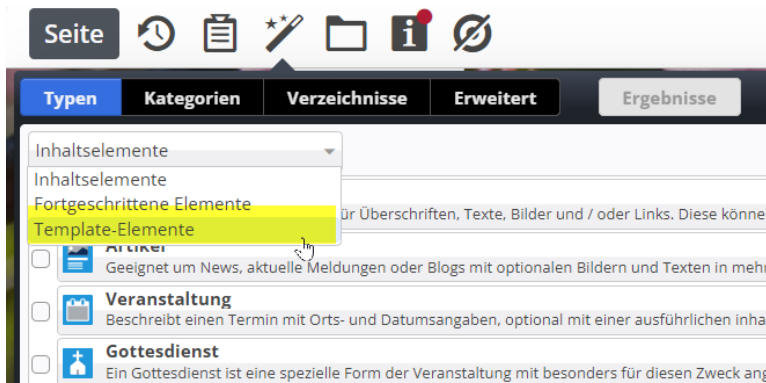 Seite
Typen Kategorien Verzeichnisse Erweitert Ergebnisse
Inhaltselemente
Inhaltselemente
Fortgeschrittene Elemente
ür Überschriften, Texte, Bilder und / oder Links. Diese könne
Template-Elemente
Artikel
Geeignet um News, aktuelle Meldungen oder Blogs mit optionalen Bildern und Texten in meh
Veranstaltung
Beschreibt einen Termin mit Orts- und Datumsangaben, optional mit einer ausführlichen inha
Gottesdienst
Ein Gottesdienst ist eine spezielle Form der Veranstaltung mit besonders für diesen Zweck ang